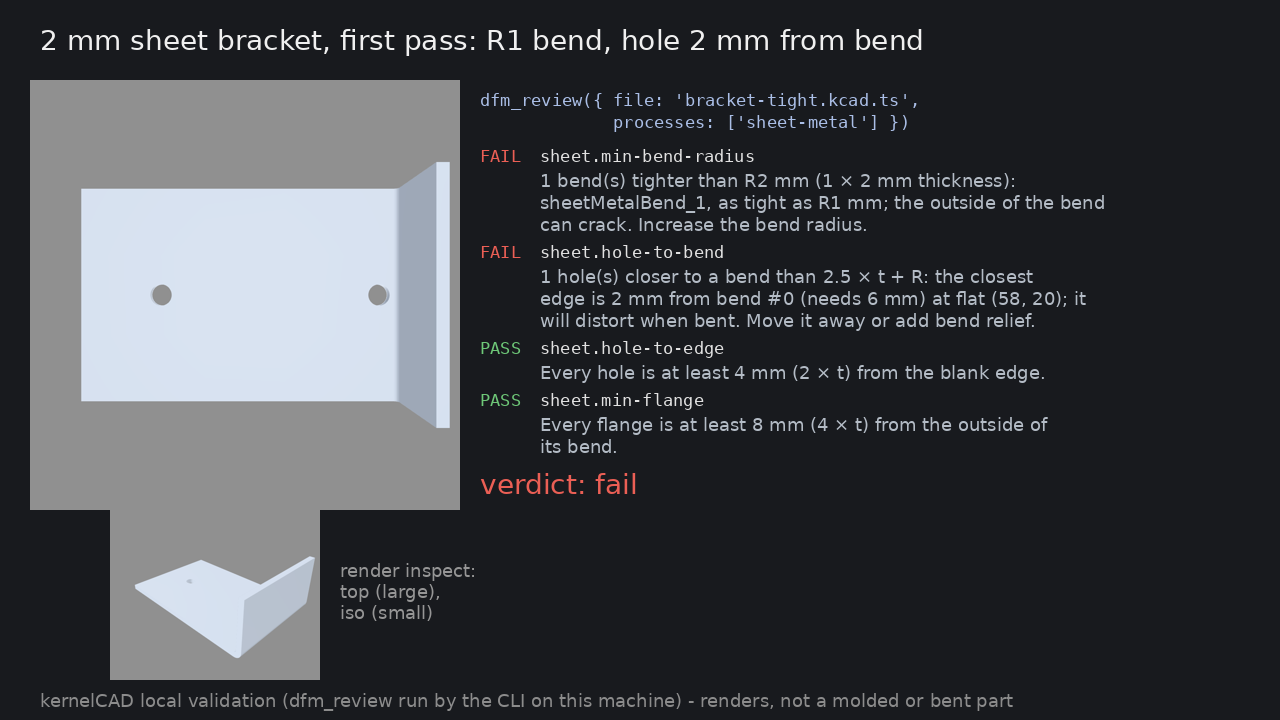 2 mm sheet bracket, first pass: R1 bend, hole 2 mm from bend
dfm_review({ file: 'bracket-tight.kcad.ts',
processes: ['sheet-metal'] })
FAIL sheet.min-bend-radius
1 bend(s) tighter than R2 mm (1 × 2 mm thickness):
sheetMetalBend_1, as tight as R1 mm; the outside of the bend
can crack. Increase the bend radius.
FAIL sheet.hole-to-bend
1 hole(s) closer to a bend than 2.5 × t + R: the closest
edge is 2 mm from bend #0 (needs 6 mm) at flat (58, 20); it
will distort when bent. Move it away or add bend relief.
PASS sheet.hole-to-edge
Every hole is at least 4 mm (2 × t) from the blank edge.
PASS sheet.min-flange
Every flange is at least 8 mm (4 × t) from the outside of
its bend.
verdict: fail
render inspect:
top (large),
iso (small)
kernelCAD local validation (dfm_review run by the CLI on this machine) - renders, not a molded or bent part